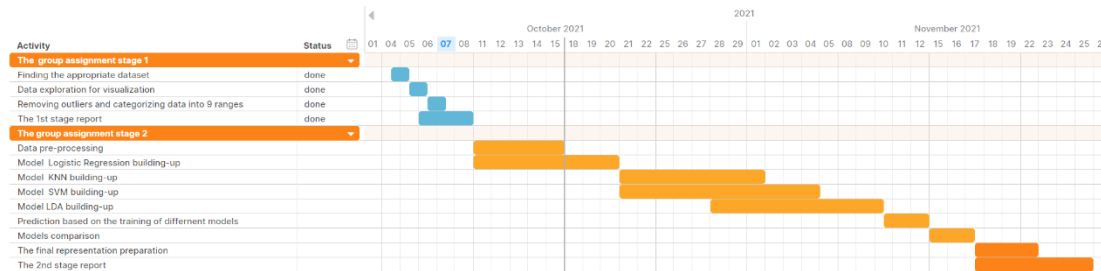 2021
October 2021 November 2021
Activity Status 01 04 05 06 07 08 11 12 13 14 15 18 19 20 21 22 25 26 27 28 29 01 02 03 04 05 08 09 10 11 12 15 16 17 18 19 22 23 24 25 26
The group assignment stage 1
Finding the appropriate dataset done
Data exploration for visualization done
Removing outliers and categorizing data into 9 ranges done
The 1st stage report done
The group assignment stage 2
Data pre-processing
Model Logistic Regression building-up
Model KNN building-up
Model SVM building-up
Model LDA building-up
Prediction based on the training of differnent models
Models comparison
The final representation preparation
The 2nd stage report